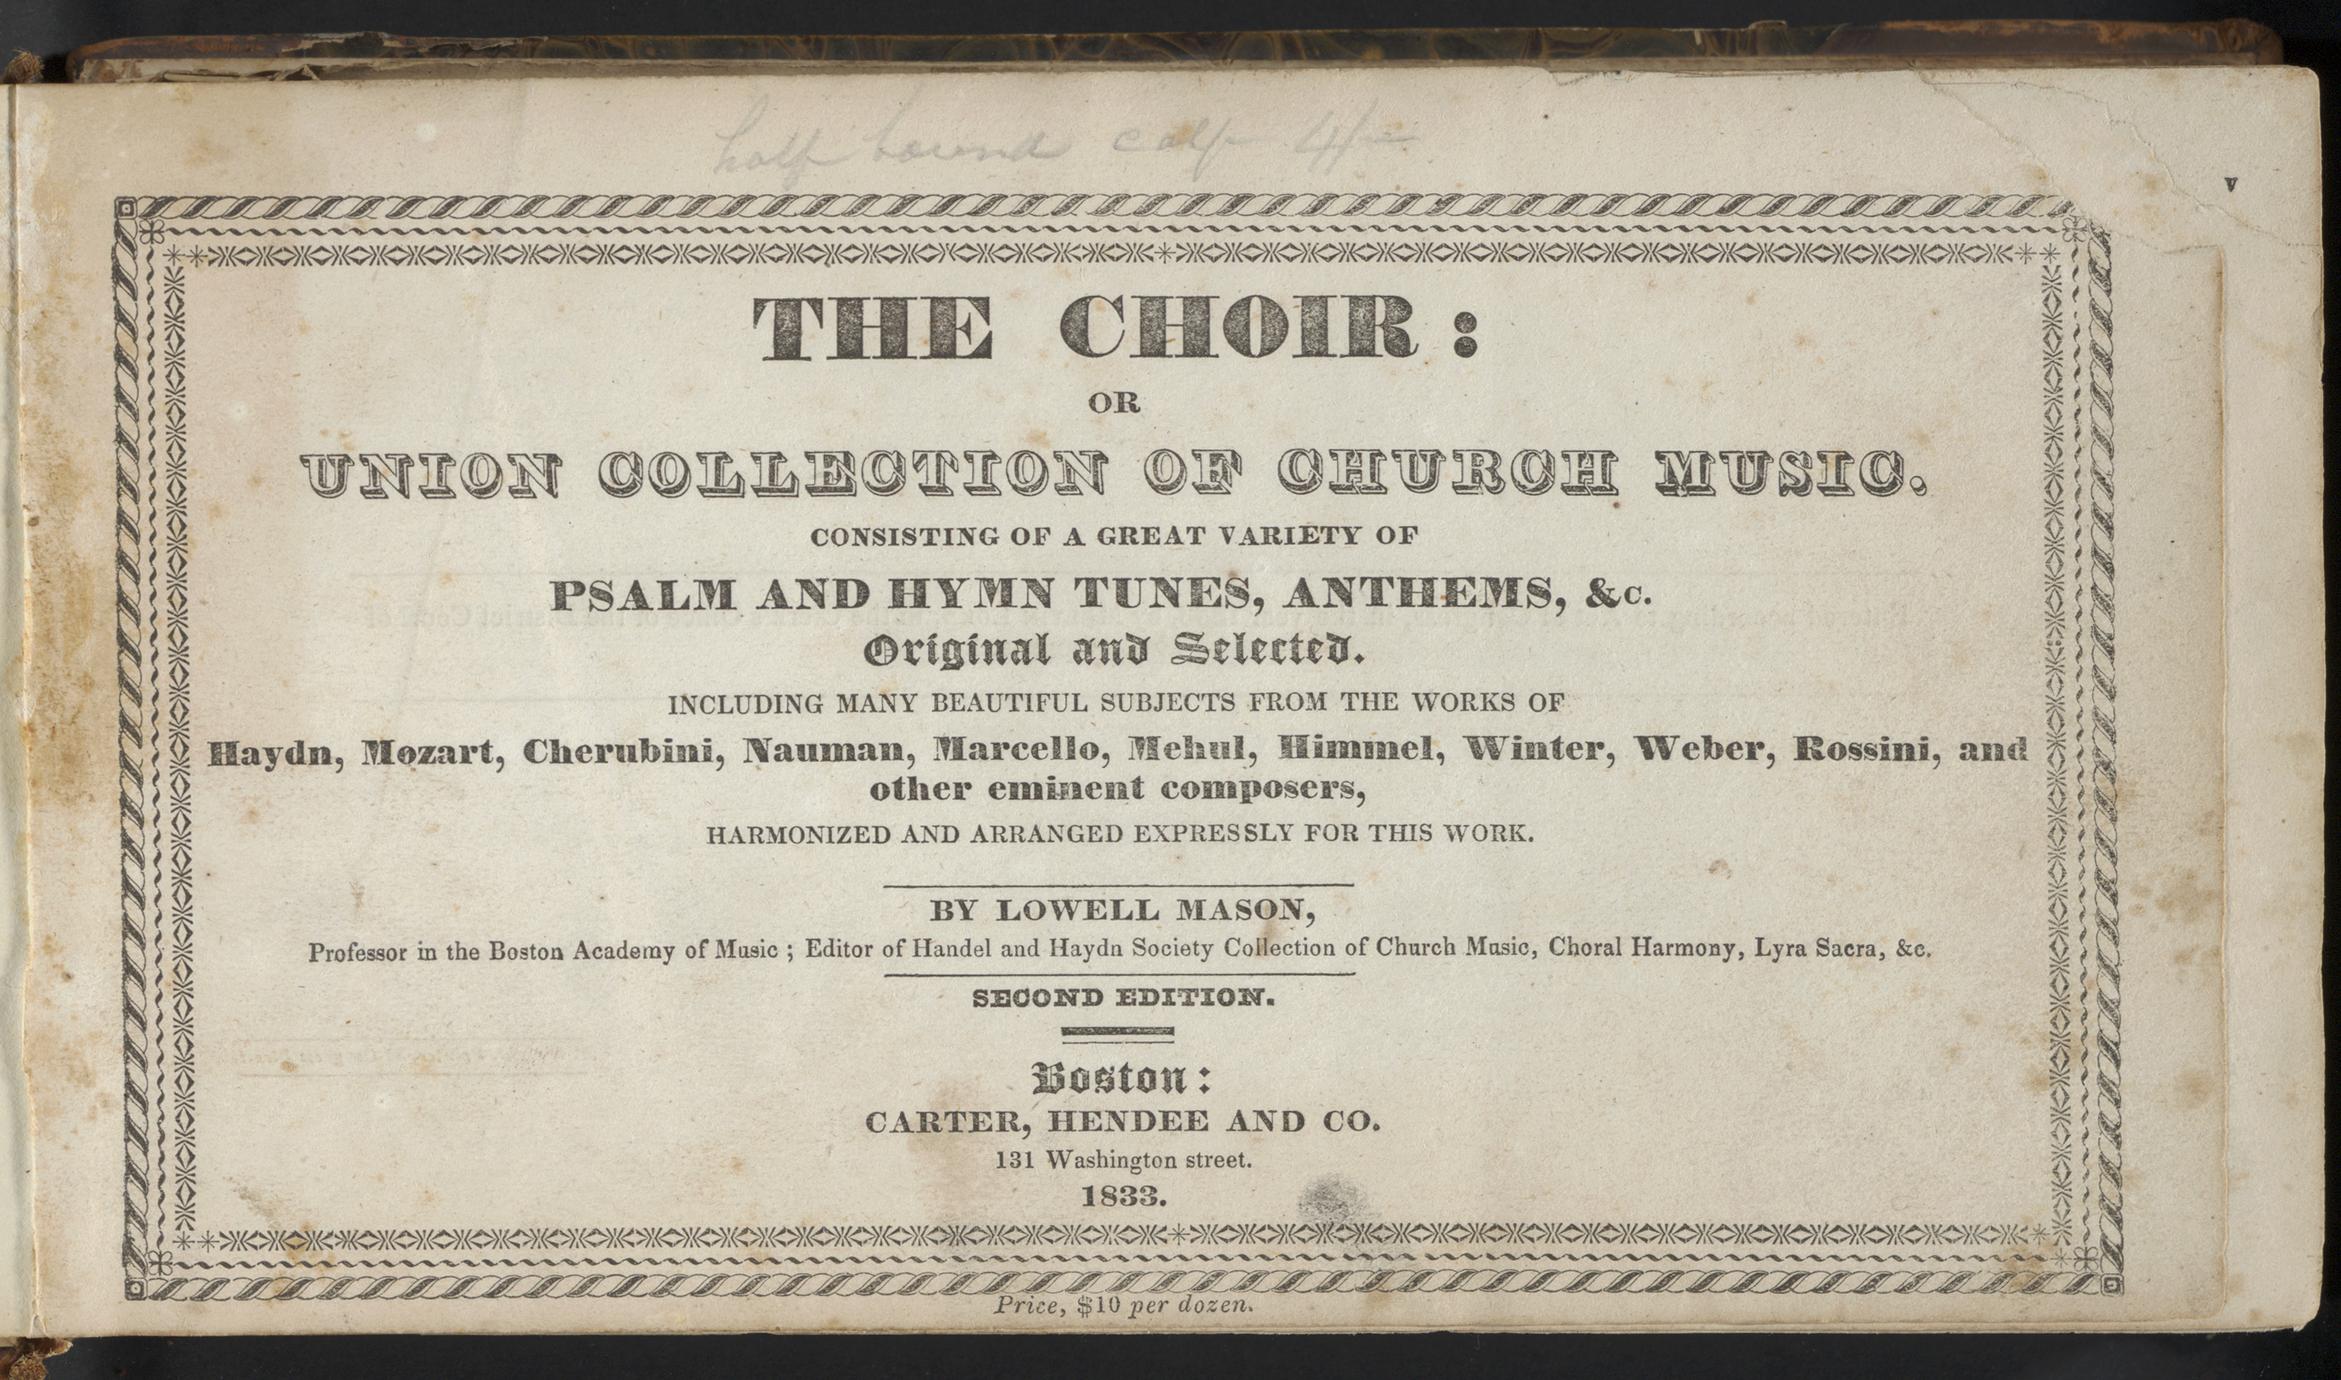 half bound calf
v
THE CHOIR:
OR
UNION COLLECTION OF CHURCH MUSIC.
CONSISTING OF A GREAT VARIETY OF
PSALM AND HYMN TUNES, ANTHEMS, &c.
Original and Selected.
INCLUDING MANY BEAUTIFUL SUBJECTS FROM THE WORKS OF
Haydn, Mozart, Cherubini, Nauman, Marcello, Mehul, Himmel, Winter, Weber, Rossini, and
other eminent composers,
HARMONIZED AND ARRANGED EXPRESSLY FOR THIS WORK.
BY LOWELL MASON,
Professor in the Boston Academy of Music; Editor of Handel and Haydn Society Collection of Church Music, Choral Harmony, Lyra Sacra, &c.
SECOND EDITION.
Boston:
CARTER, HENDEE AND CO.
131 Washington street.
1833.
Price, $10 per dozen.